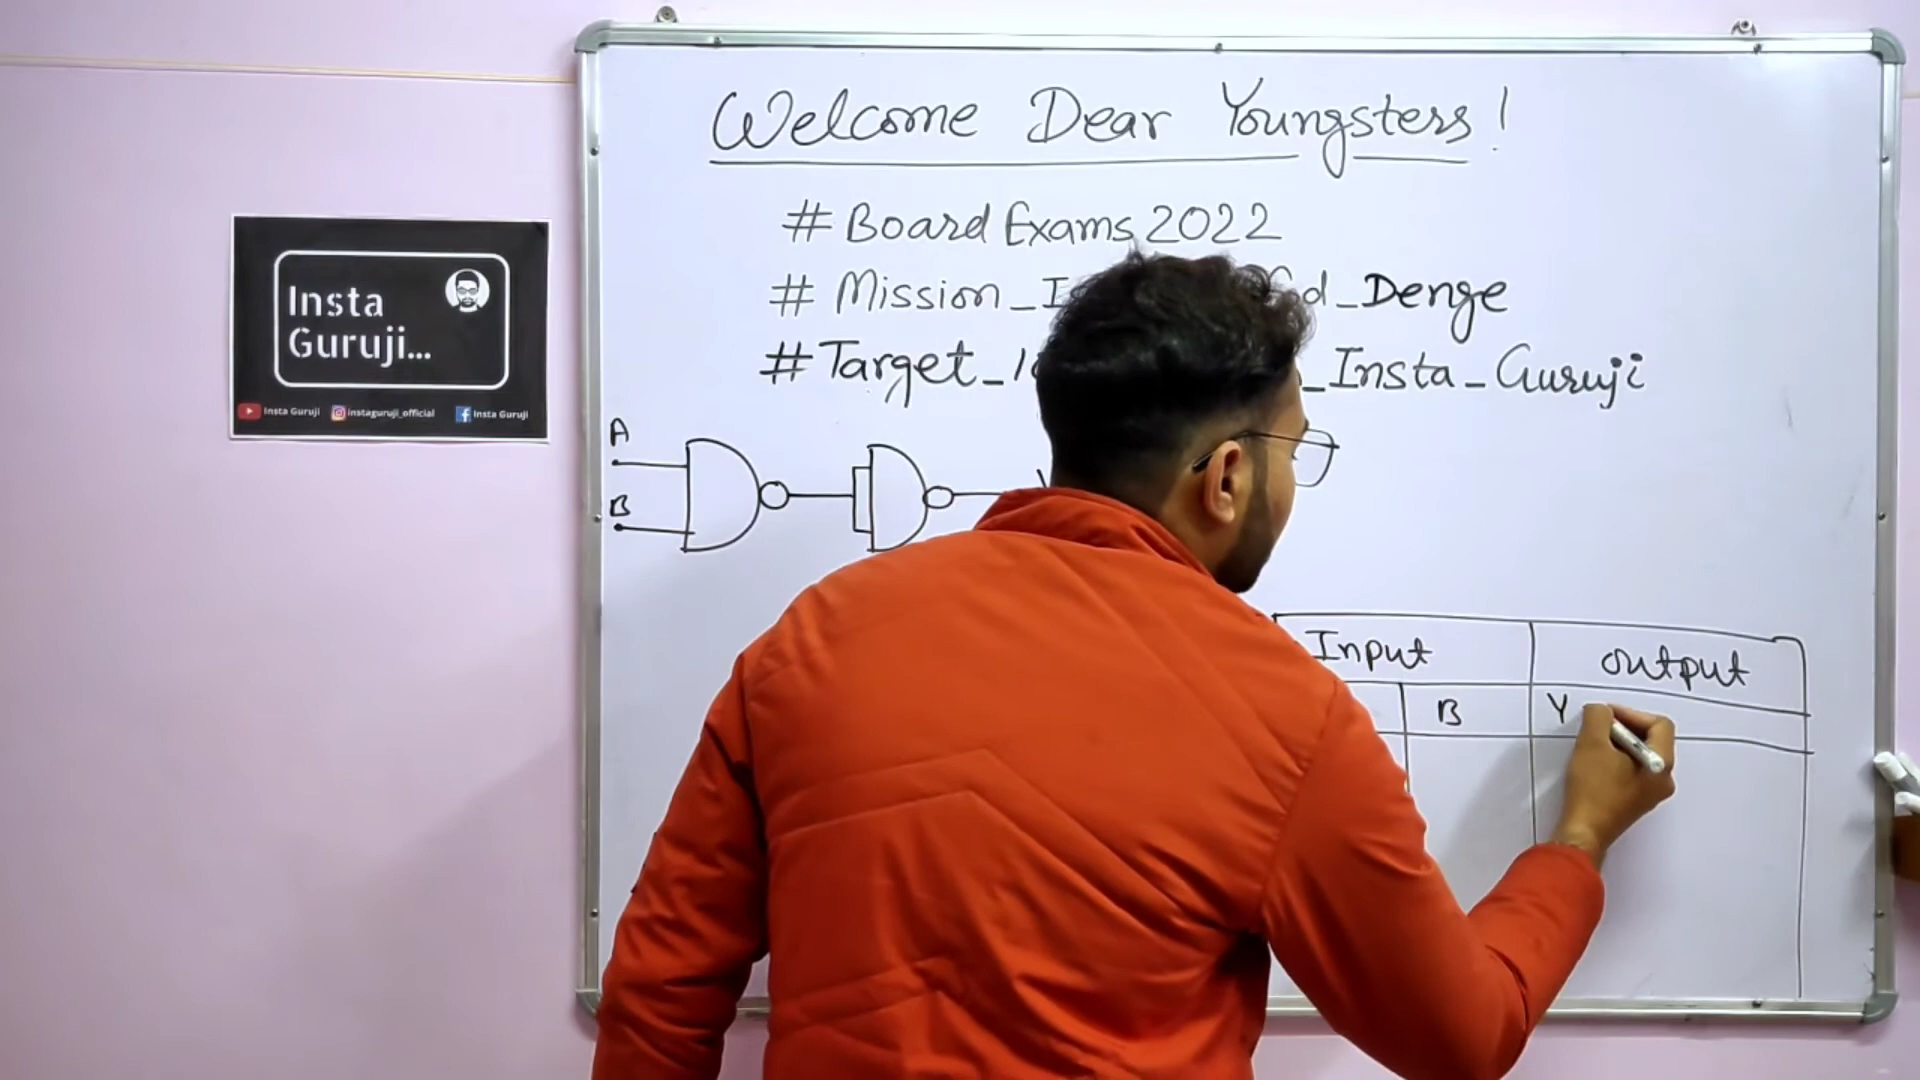 Welcome Dear Youngsters!
# Board Exams 2022
# Mission_I d_Denge
#Target_1 _Insta_Guruji
Insta
Guruji...
Insta Guruji instaguruji_official Insta Guruji
A
B
Input output
B Y